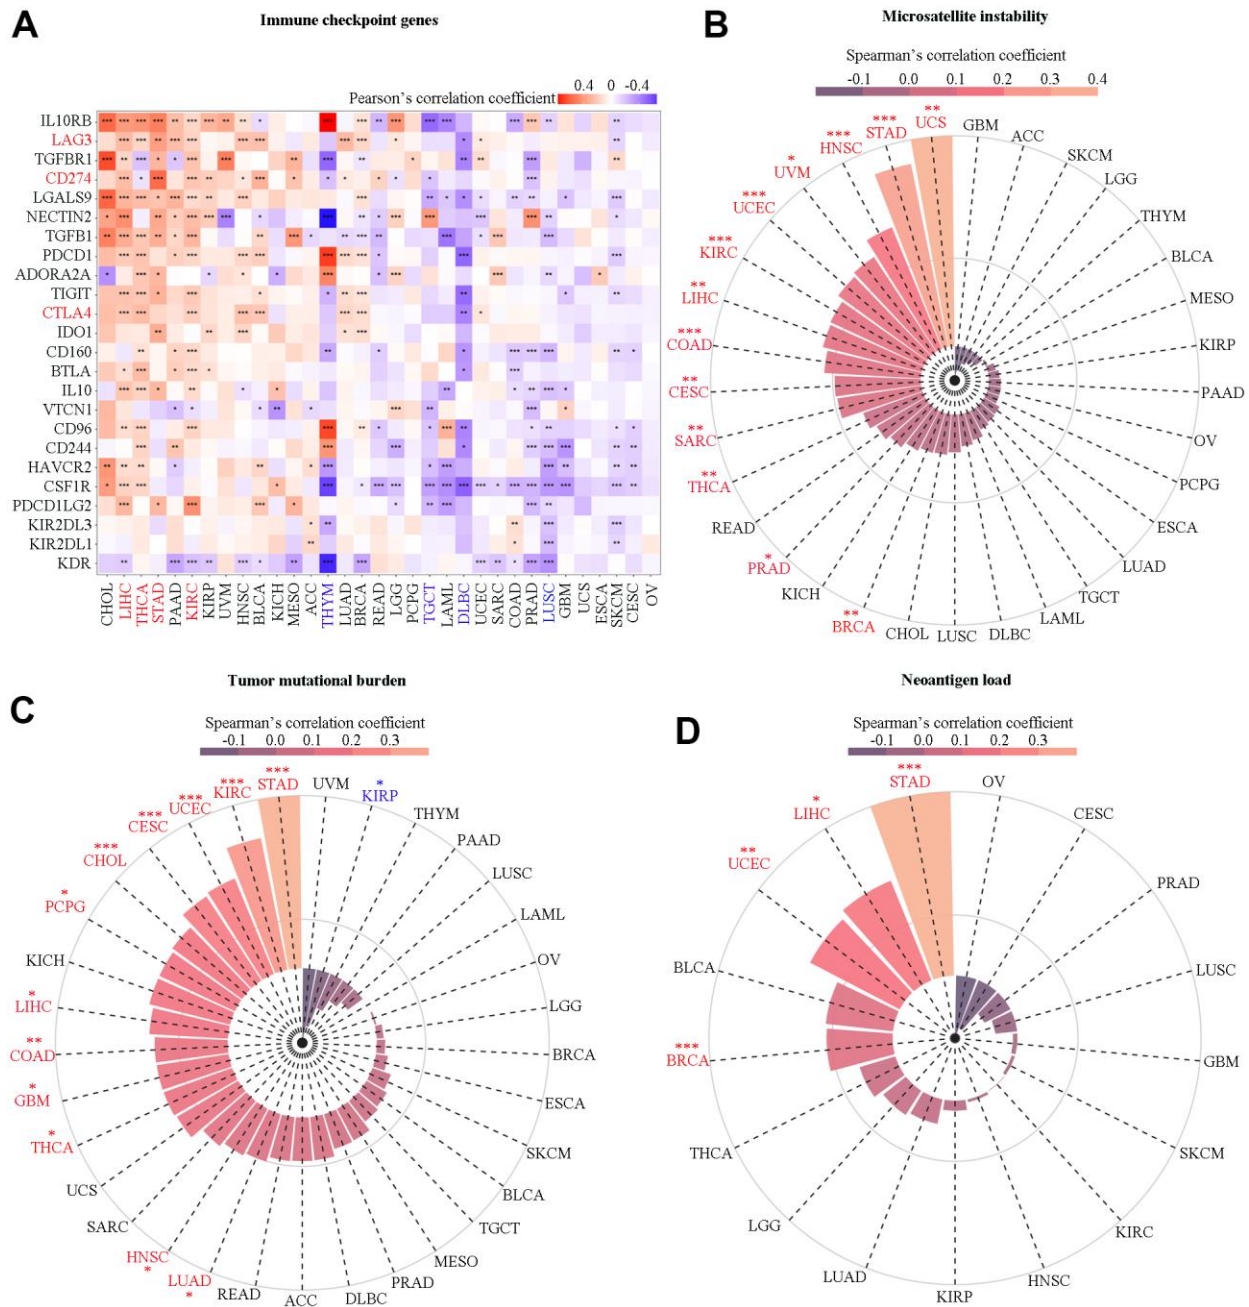 A
Immune checkpoint genes
Pearson's correlation coefficient
0.4 0 -0.4
IL10RB
LAG3
TGFBR1
CD274
LGALS9
NECTIN2
TGFB1
PDCD1
ADORA2A
TIGIT
CTLA4
IDO1
CD160
BTLA
IL10
VTCN1
CD96
CD244
HAVCR2
CSF1R
PDCD1LG2
KIR2DL3
KIR2DL1
KDR
CHOL LIHC THCA STAD PAAD KIRC KIRP UVM HNSC BLCA KICH MESO ACC THYM LUAD BRCA READ LGG PCPG TGCT LAML DLBC UCEC SARC COAD PRAD LUSC GBM UCS ESCA SKCM CESC OV
B
Microsatellite instability
Spearman's correlation coefficient
-0.1 0.0 0.1 0.2 0.3 0.4
GBM
ACC
SKCM
LGG
THYM
BLCA
MESO
KIRP
PAAD
OV
PCPG
ESCA
LUAD
TGCT
LAML
DLBC
LUSC
CHOL
BRCA **
KICH
PRAD *
READ
THCA **
SARC **
CESC **
COAD ***
LIHC **
KIRC ***
UCEC ***
UVM *
HNSC ***
STAD ***
UCS **
C
Tumor mutational burden
Spearman's correlation coefficient
-0.1 0.0 0.1 0.2 0.3
UVM
KIRP *
THYM
PAAD
LUSC
LAML
OV
LGG
BRCA
ESCA
SKCM
BLCA
TGCT
MESO
PRAD
DLBC
ACC
READ
LUAD *
HNSC *
SARC
UCS
THCA *
GBM *
COAD **
LIHC *
KICH
PCPG *
CHOL ***
CESC ***
UCEC ***
KIRC ***
STAD ***
D
Neoantigen load
Spearman's correlation coefficient
-0.1 0.0 0.1 0.2 0.3
OV
CESC
PRAD
LUSC
GBM
SKCM
KIRC
HNSC
KIRP
LUAD
LGG
THCA
BRCA ***
BLCA
UCEC **
LIHC *
STAD ***